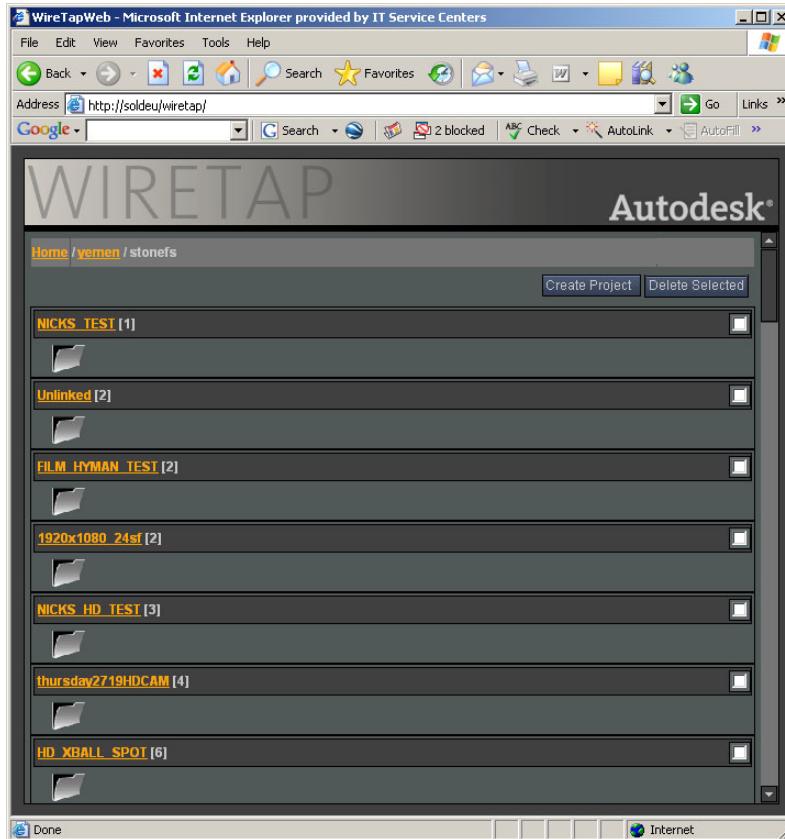 WireTapWeb - Microsoft Internet Explorer provided by IT Service Centers
File Edit View Favorites Tools Help
Back Search Favorites W
Address http://soldeu/wiretap/ Go Links »
Google Search 2 blocked ABC Check AutoLink AutoFill »
WIRETAP Autodesk®
Home / yemen / stonefs
Create Project Delete Selected
NICKS_TEST [1]
Unlinked [2]
FILM_HYMAN_TEST [2]
1920x1080_24sf [2]
NICKS_HD_TEST [3]
thursday2719HDCAM [4]
HD_XBALL_SPOT [6]
Done Internet